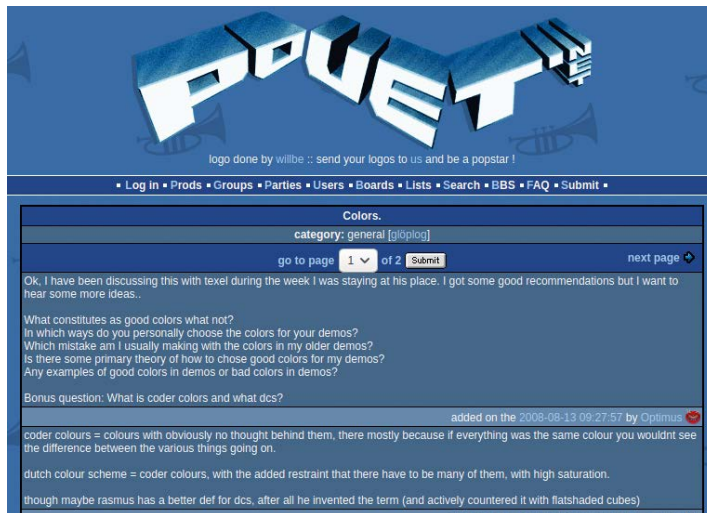 POUET.NET
logo done by willbe :: send your logos to us and be a popstar !
▪ Log in ▪ Prods ▪ Groups ▪ Parties ▪ Users ▪ Boards ▪ Lists ▪ Search ▪ BBS ▪ FAQ ▪ Submit ▪
Colors.
category: general [glöplog]
go to page 1 of 2 Submit next page
Ok, I have been discussing this with texel during the week I was staying at his place. I got some good recommendations but I want to
hear some more ideas..
What constitutes as good colors what not?
In which ways do you personally choose the colors for your demos?
Which mistake am I usually making with the colors in my older demos?
Is there some primary theory of how to chose good colors for my demos?
Any examples of good colors in demos or bad colors in demos?
Bonus question: What is coder colors and what dcs?
added on the 2008-08-13 09:27:57 by Optimus
coder colours = colours with obviously no thought behind them, there mostly because if everything was the same colour you wouldnt see
the difference between the various things going on.
dutch colour scheme = coder colours, with the added restraint that there have to be many of them, with high saturation.
though maybe rasmus has a better def for dcs, after all he invented the term (and actively countered it with flatshaded cubes)